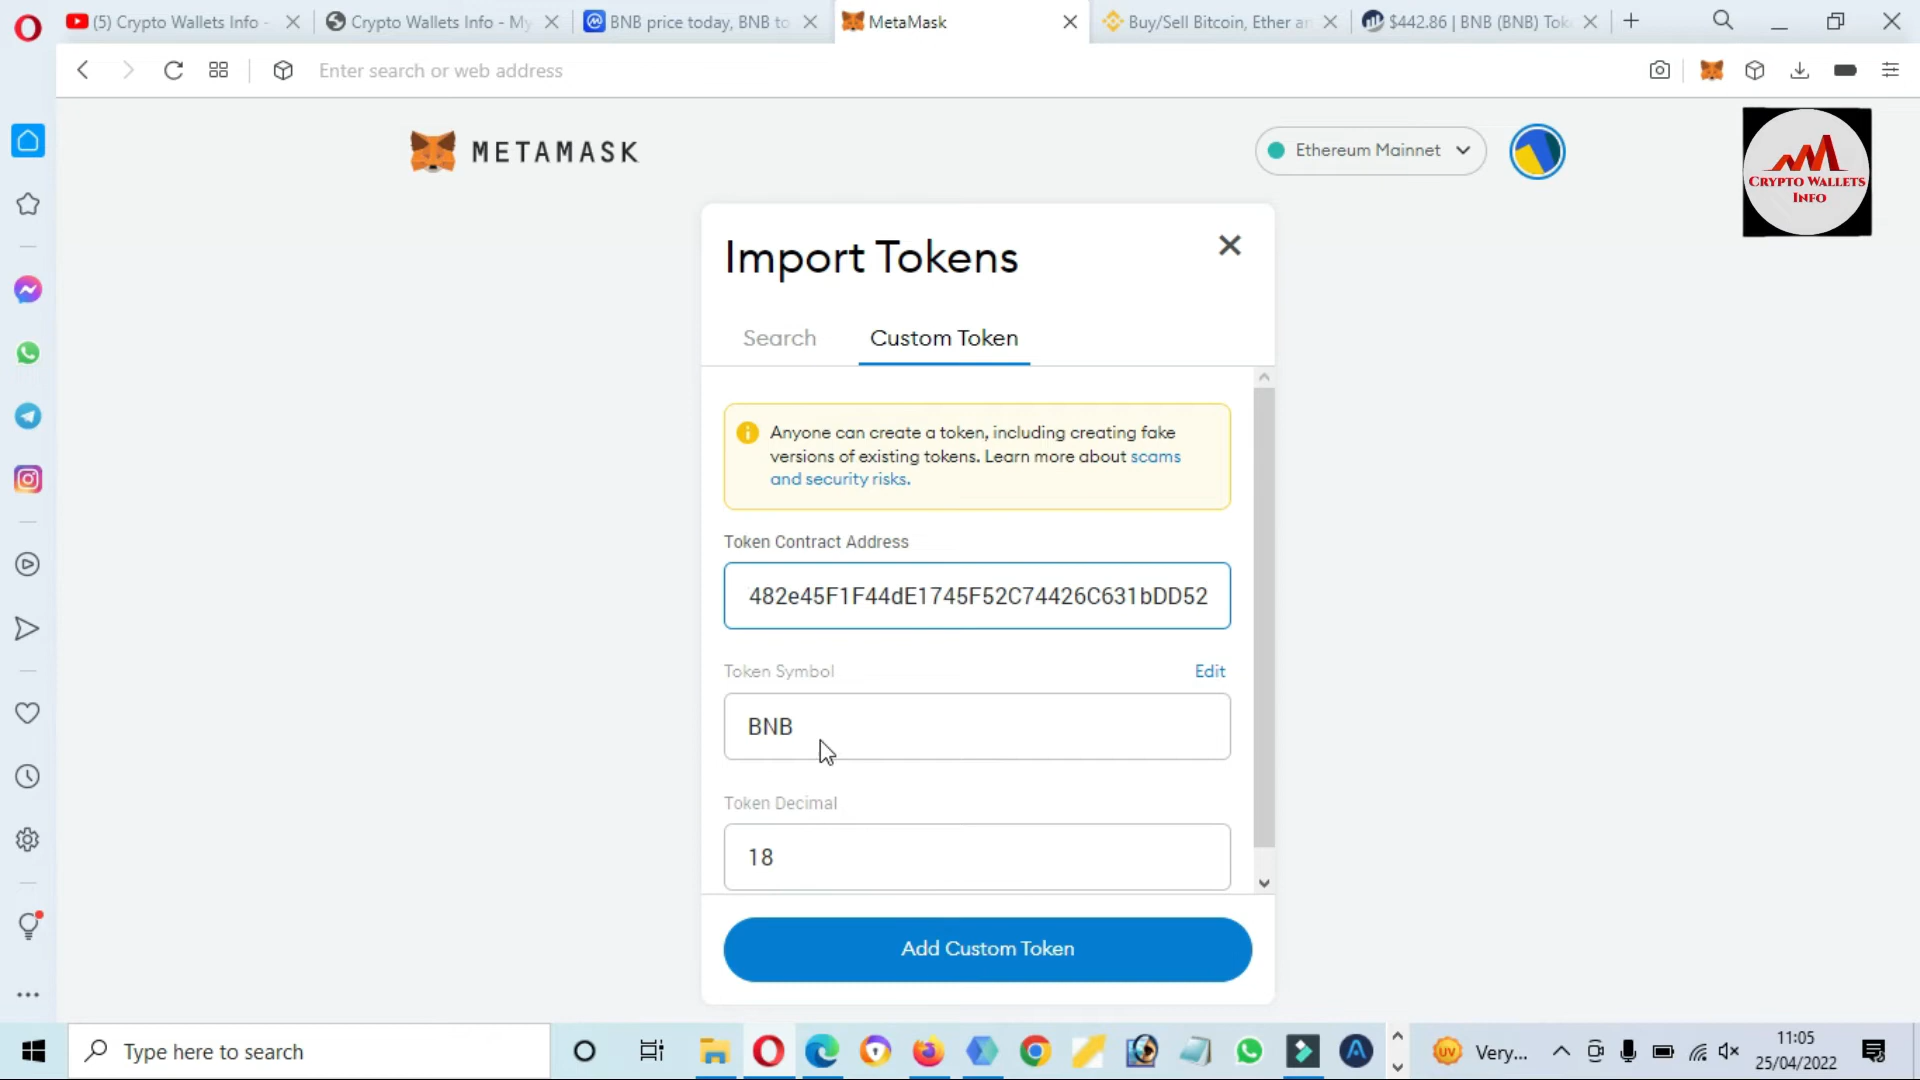 (5) Crypto Wallets Info -
Crypto Wallets Info - My
BNB price today, BNB to
MetaMask
Buy/Sell Bitcoin, Ether an
$442.86 | BNB (BNB) Tok
Enter search or web address
METAMASK
Ethereum Mainnet
CRYPTO WALLETS
INFO
Import Tokens
Search
Custom Token
Anyone can create a token, including creating fake
versions of existing tokens. Learn more about scams
and security risks.
Token Contract Address
482e45F1F44dE1745F52C74426C631bDD52
Token Symbol
Edit
BNB
Token Decimal
18
Add Custom Token
Type here to search
UV
Very...
11:05
25/04/2022